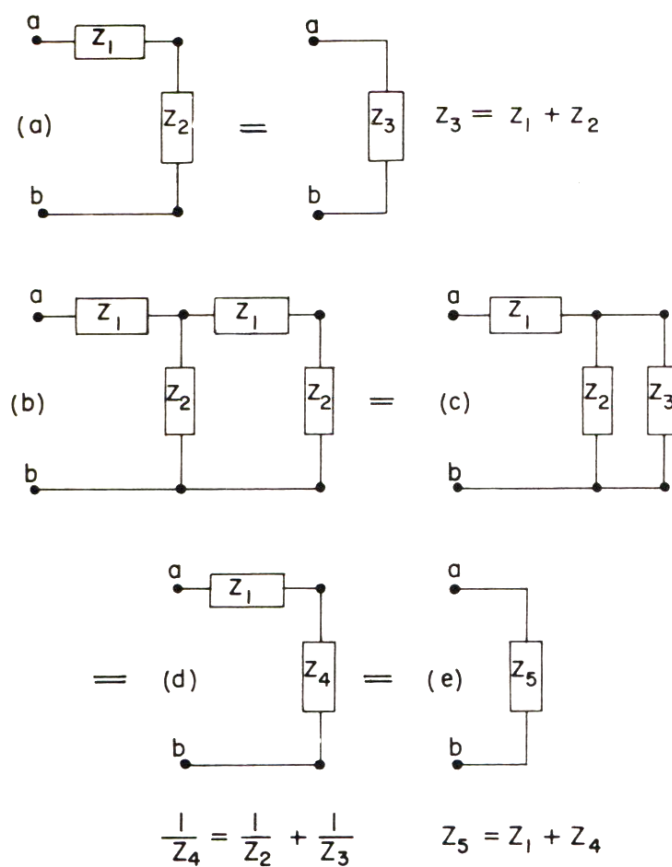 a
Z₁
(a)
Z₂
b
=
a
Z₃
b
Z₃ = Z₁ + Z₂
a
Z₁
Z₁
(b)
Z₂
Z₂
b
=
a
Z₁
(c)
Z₂
Z₃
b
=
a
Z₁
(d)
Z₄
b
=
a
(e)
Z₅
b
1/Z₄ = 1/Z₂ + 1/Z₃
Z₅ = Z₁ + Z₄